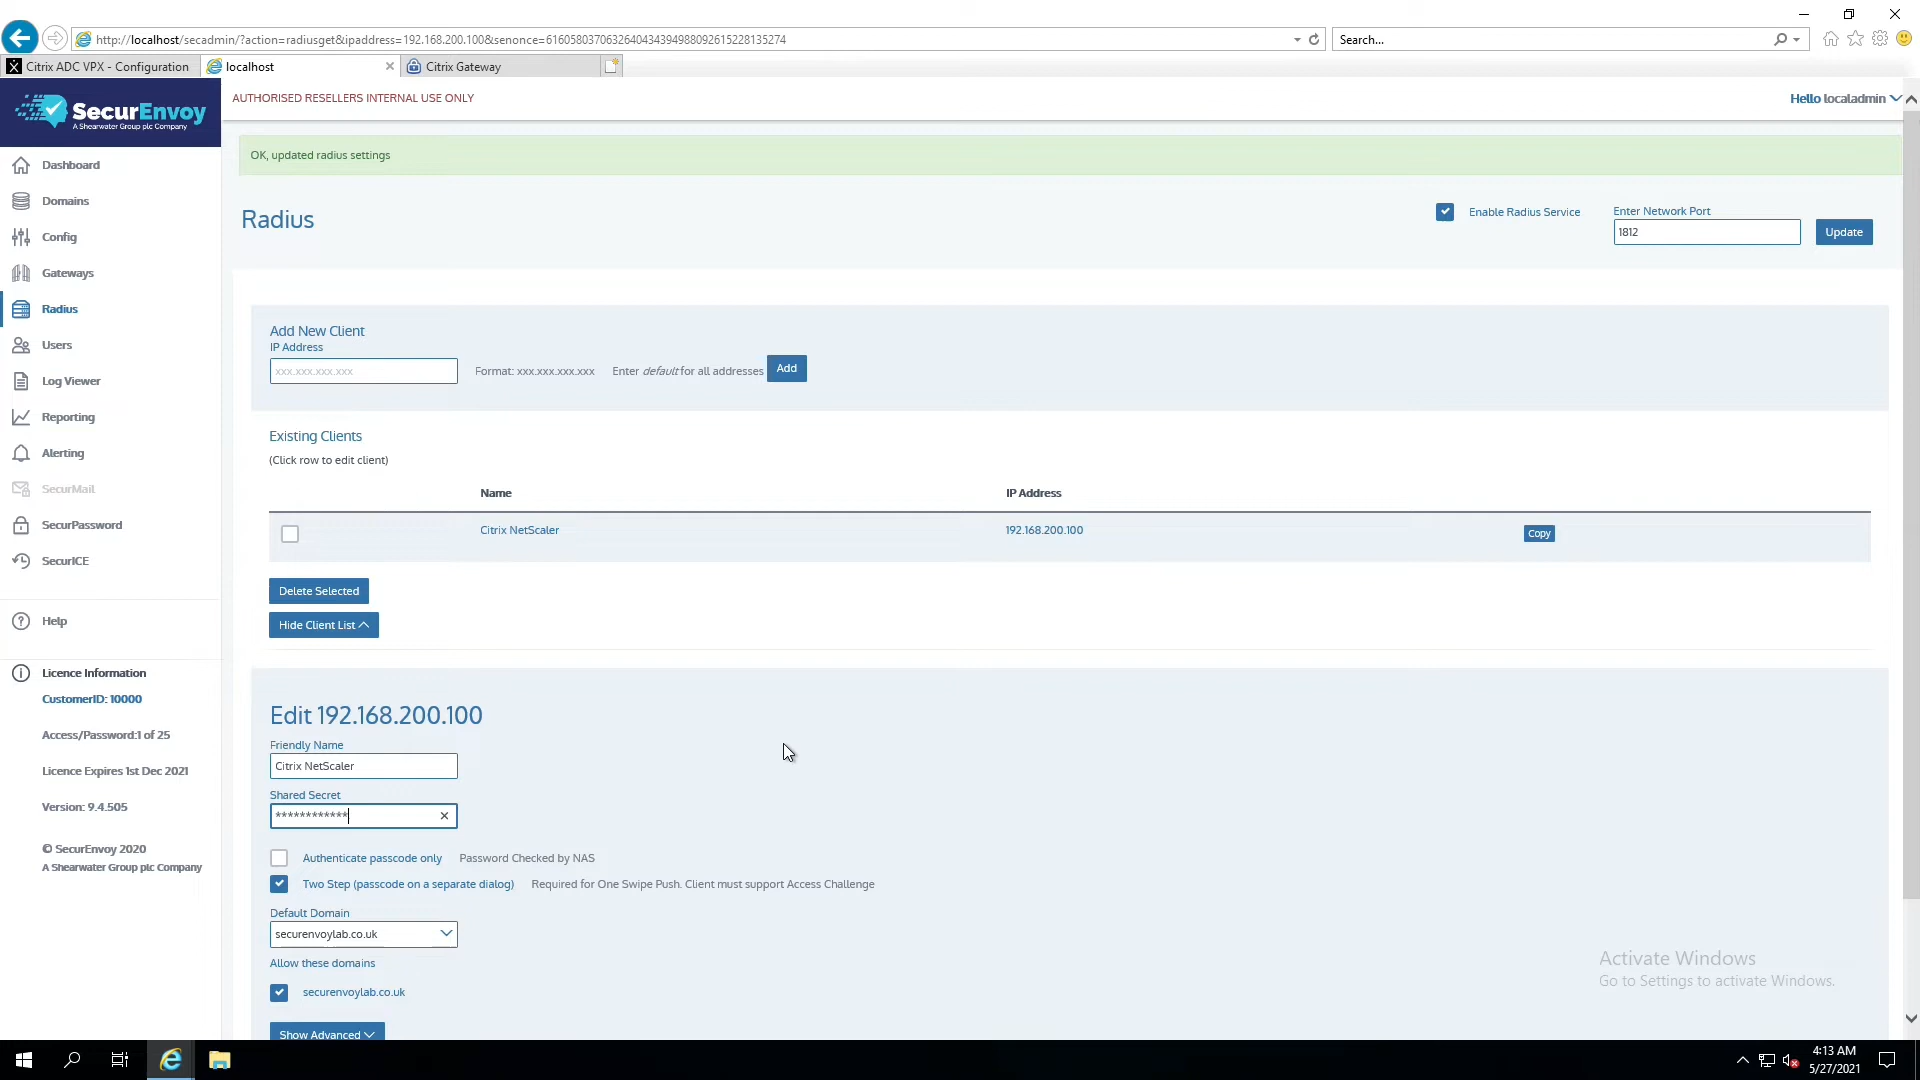 http://localhost/secadmin/?action=radiusget&ipaddress=192.168.200.100&senonce=61605803706326404343949880926152281352​74
Search...
Citrix ADC VPX - Configuration
localhost
Citrix Gateway
SecurEnvoy
A Shearwater Group plc Company
AUTHORISED RESELLERS INTERNAL USE ONLY
Hello localadmin
Dashboard
Domains
Config
Gateways
Radius
Users
Log Viewer
Reporting
Alerting
SecurMail
SecurPassword
SecurICE
Help
Licence Information
CustomerID: 10000
Access/Password:1 of 25
Licence Expires 1st Dec 2021
Version: 9.4.505
© SecurEnvoy 2020
A Shearwater Group plc Company
OK, updated radius settings
Radius
Enable Radius Service
Enter Network Port
1812
Update
Add New Client
IP Address
xxx.xxx.xxx.xxx
Format: xxx.xxx.xxx.xxx
Enter default for all addresses
Add
Existing Clients
(Click row to edit client)
Name
IP Address
Citrix NetScaler
192.168.200.100
Copy
Delete Selected
Hide Client List
Edit 192.168.200.100
Friendly Name
Citrix NetScaler
Shared Secret
************
Authenticate passcode only
Password Checked by NAS
Two Step (passcode on a separate dialog)
Required for One Swipe Push. Client must support Access Challenge
Default Domain
securenvoylab.co.uk
Allow these domains
securenvoylab.co.uk
Show Advanced
Activate Windows
Go to Settings to activate Windows.
4:13 AM
5/27/2021